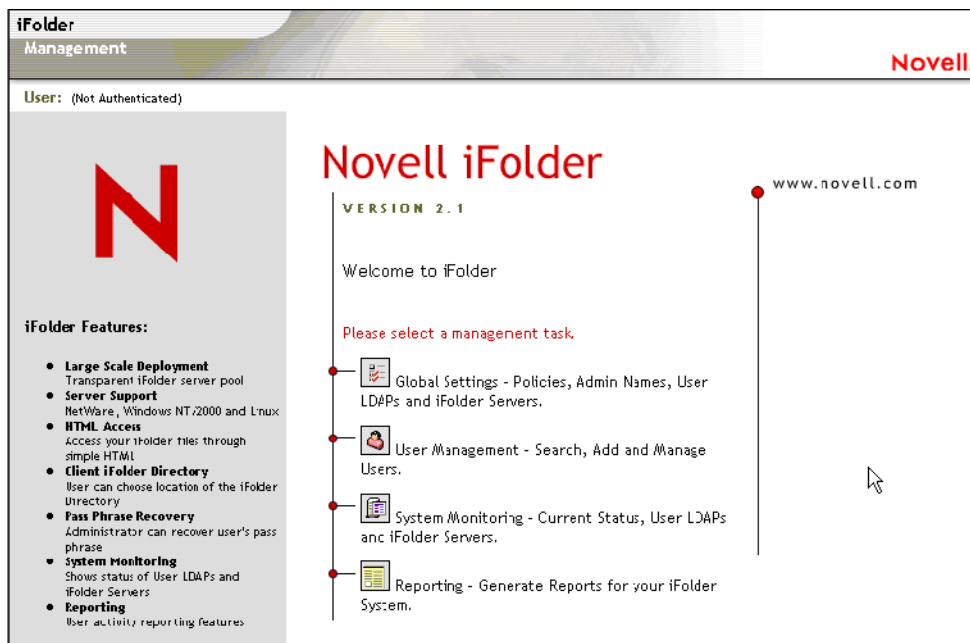 iFolder
Management
Novell.
User: (Not Authenticated)
N
iFolder Features:
Large Scale Deployment
Transparent iFolder server pool
Server Support
NetWare, Windows NT/2000 and Linux
HTML Access
Access your iFolder files through
simple HTML
Client iFolder Directory
User can choose location of the iFolder
Directory
Pass Phrase Recovery
Administrator can recover user's pass
phrase
System Monitoring
Shows status of User LDAPs and
iFolder Servers
Reporting
User activity reporting features
Novell iFolder
VERSION 2.1
Welcome to iFolder
Please select a management task.
Global Settings - Policies, Admin Names, User
LDAPs and iFolder Servers.
User Management - Search, Add and Manage
Users.
System Monitoring - Current Status, User LDAPs
and iFolder Servers.
Reporting - Generate Reports for your iFolder
System.
www.novell.com